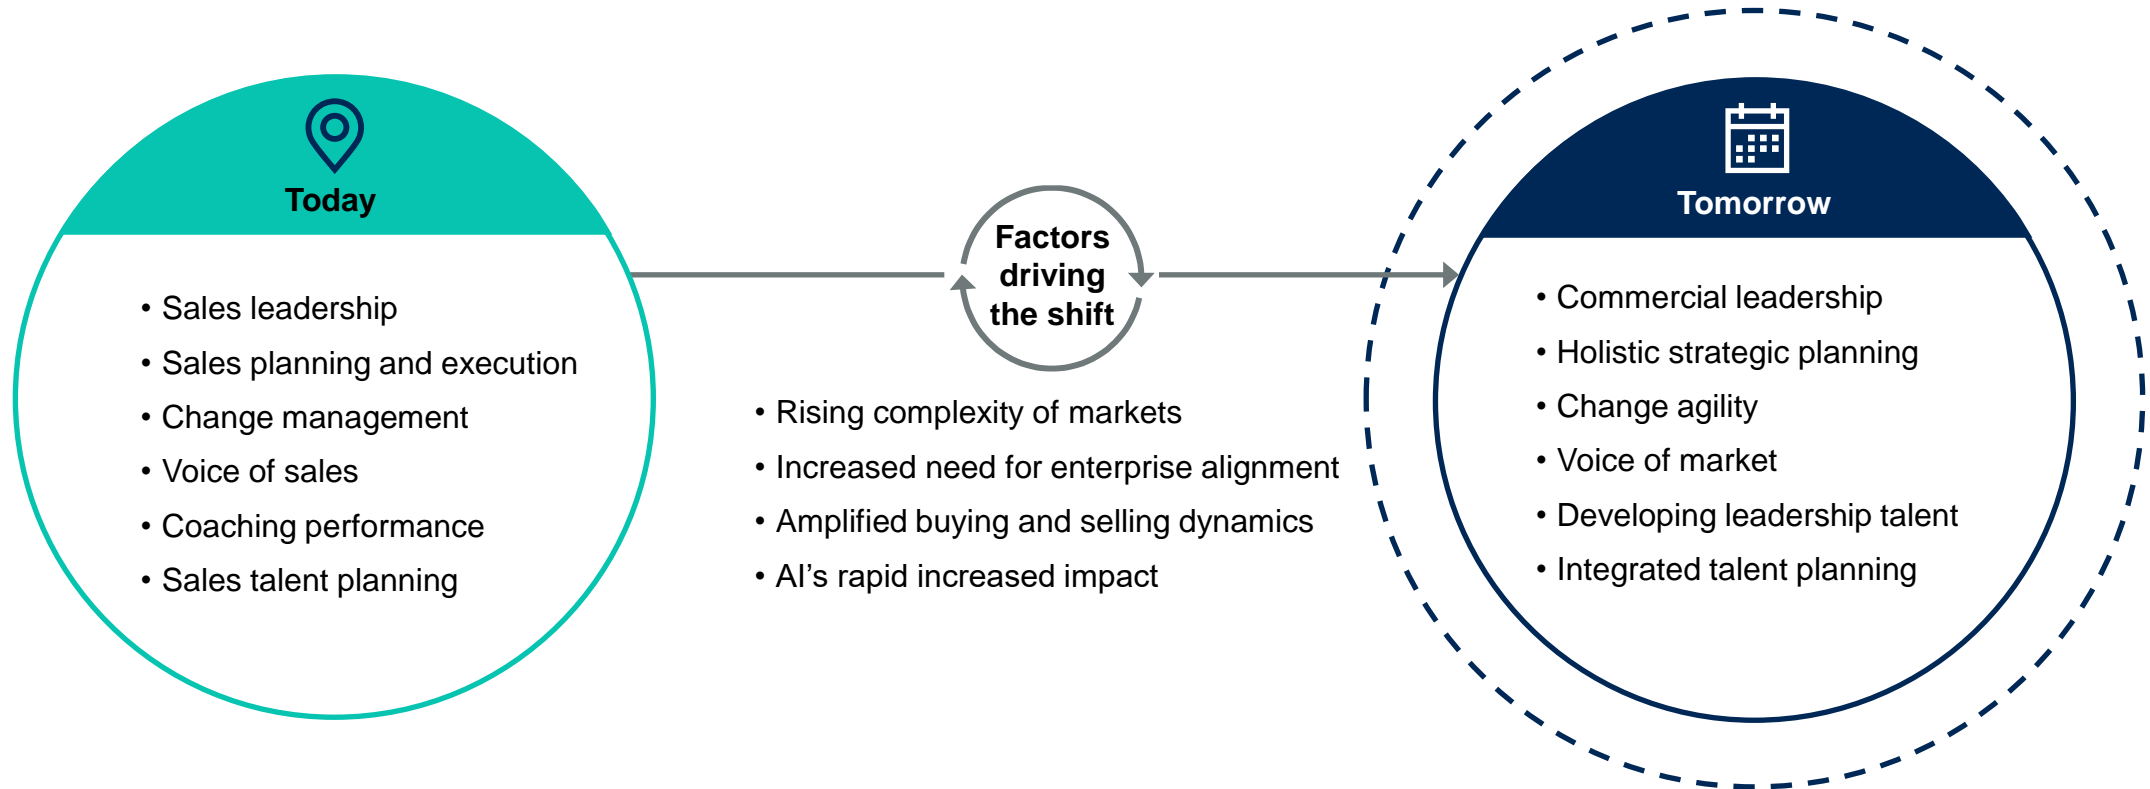 Today
• Sales leadership
• Sales planning and execution
• Change management
• Voice of sales
• Coaching performance
• Sales talent planning
Factors
driving
the shift
• Rising complexity of markets
• Increased need for enterprise alignment
• Amplified buying and selling dynamics
• AI’s rapid increased impact
Tomorrow
• Commercial leadership
• Holistic strategic planning
• Change agility
• Voice of market
• Developing leadership talent
• Integrated talent planning